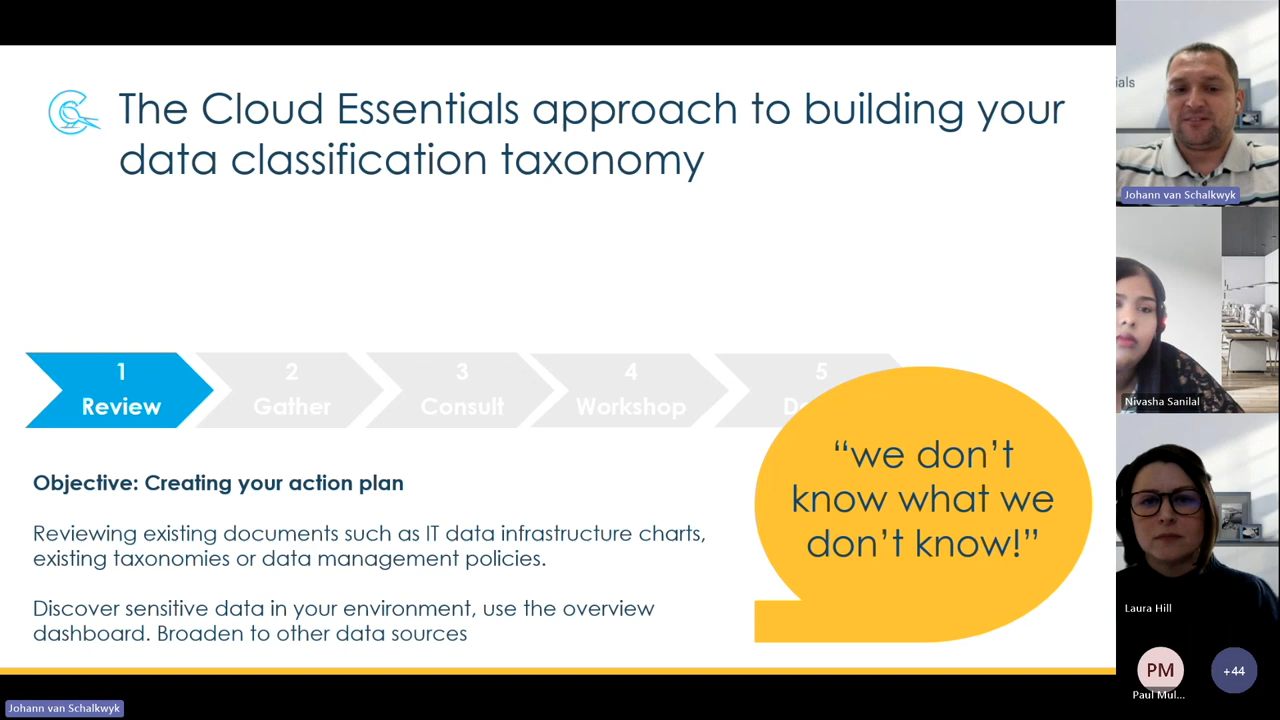 The Cloud Essentials approach to building your
data classification taxonomy
1
Review
2
Gather
3
Consult
4
Workshop
5
“we don’t
know what we
don’t know!”
Objective: Creating your action plan
Reviewing existing documents such as IT data infrastructure charts,
existing taxonomies or data management policies.
Discover sensitive data in your environment, use the overview
dashboard. Broaden to other data sources
Johann van Schalkwyk
ials
Johann van Schalkwyk
Nivasha Sanilal
Laura Hill
PM
Paul Mul...
+44